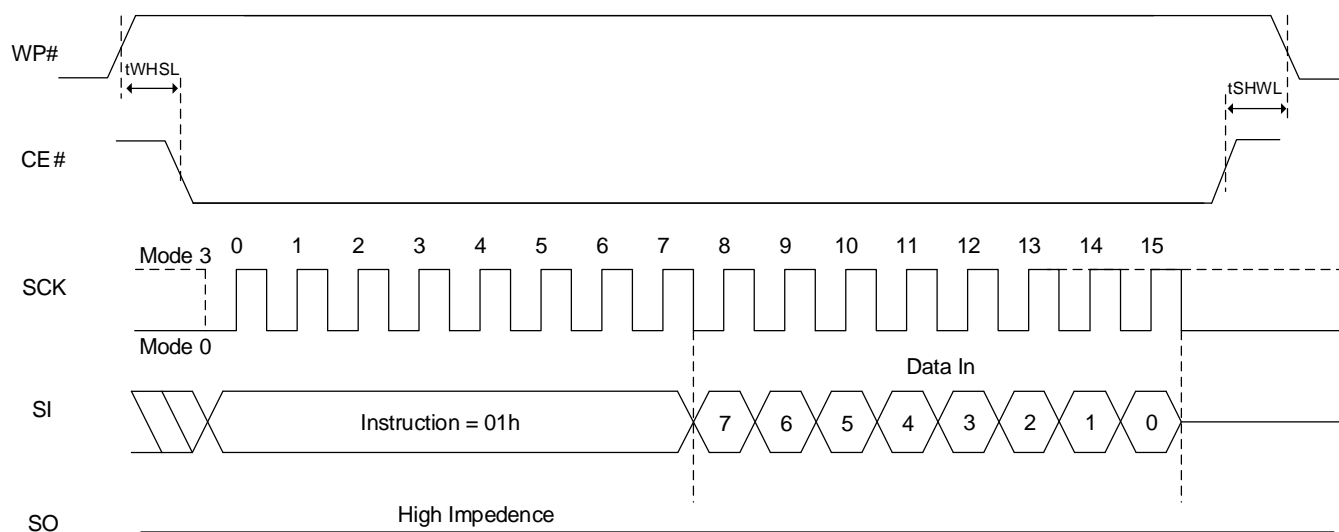 WP#
tWHSL
tSHWL
CE#
0 1 2 3 4 5 6 7 8 9 10 11 12 13 14 15
Mode 3
SCK
Mode 0
Data In
SI
Instruction = 01h
7 6 5 4 3 2 1 0
High Impedence
SO